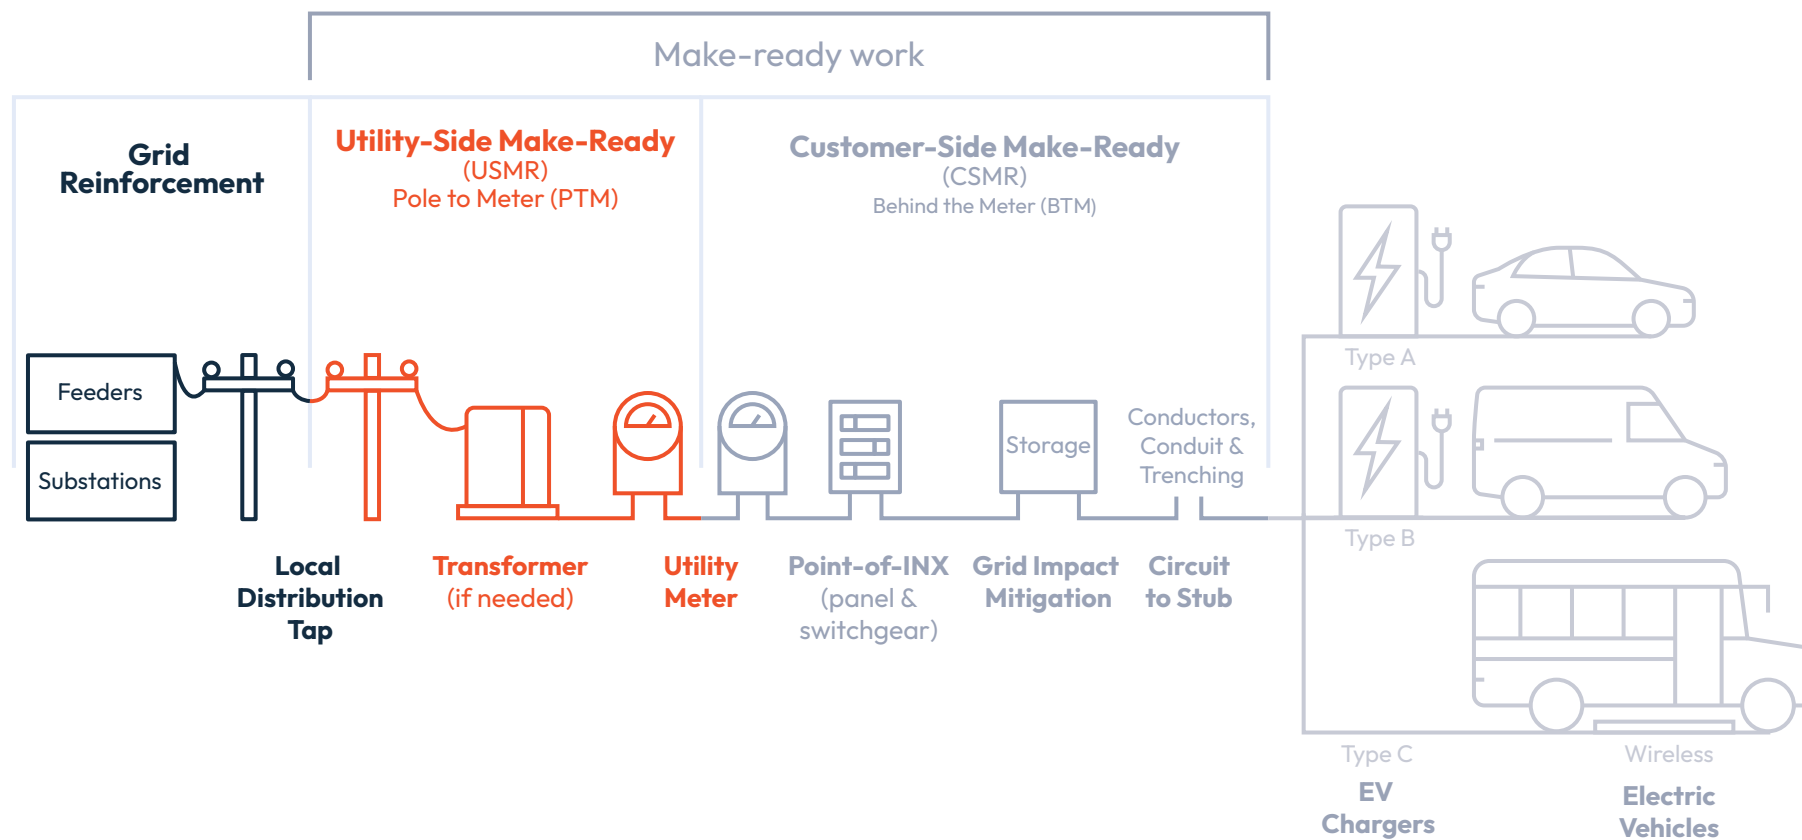 Make-ready work
Grid
Reinforcement
Utility-Side Make-Ready
(USMR)
Pole to Meter (PTM)
Customer-Side Make-Ready
(CSMR)
Behind the Meter (BTM)
Feeders
Substations
Storage
Conductors,
Conduit &
Trenching
Local
Distribution
Tap
Transformer
(if needed)
Utility
Meter
Point-of-INX
(panel &
switchgear)
Grid Impact
Mitigation
Circuit
to Stub
Type A
Type B
Type C
Wireless
EV
Chargers
Electric
Vehicles